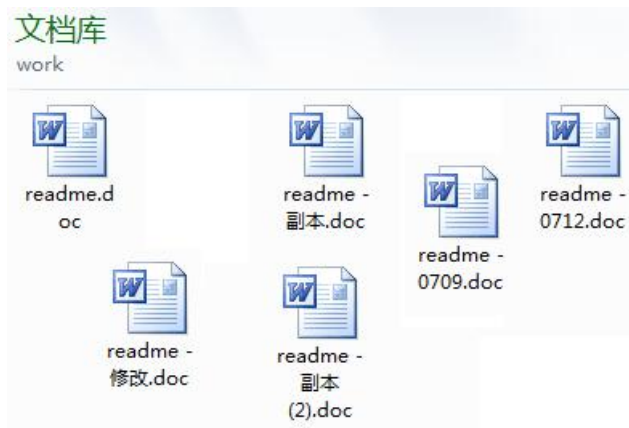 文档库
work
readme.d
oc
readme -
副本.doc
readme -
0709.doc
readme -
0712.doc
readme -
修改.doc
readme -
副本
(2).doc